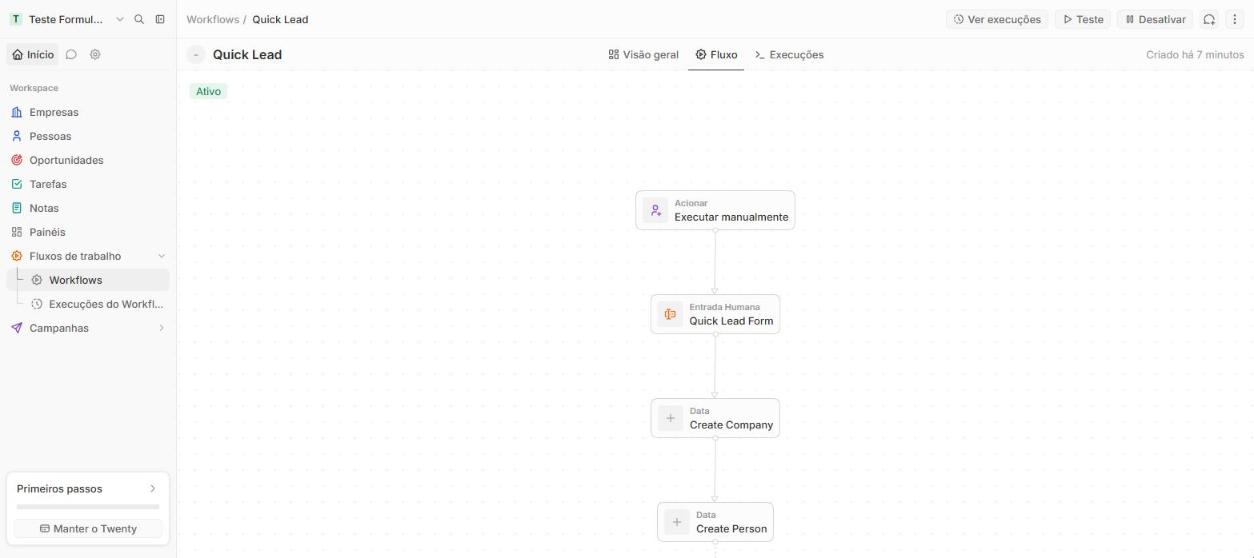 T Teste Formul...
Workflows / Quick Lead
Ver execuções
Teste
Desativar
Início
- Quick Lead
Visão geral
Fluxo
Execuções
Criado há 7 minutos
Workspace
Ativo
Empresas
Pessoas
Oportunidades
Tarefas
Notas
Painéis
Fluxos de trabalho
Workflows
Execuções do Workfl...
Campanhas
Acionar
Executar manualmente
Entrada Humana
Quick Lead Form
Data
Create Company
Data
Create Person
Primeiros passos
Manter o Twenty